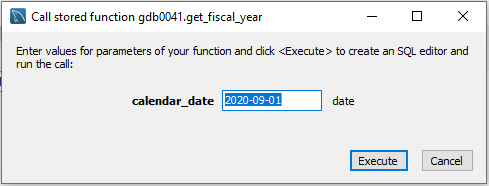 Call stored function gdb0041.get_fiscal_year
Enter values for parameters of your function and click <Execute> to create an SQL editor and
run the call:
calendar_date 2020-09-01 date
Execute Cancel